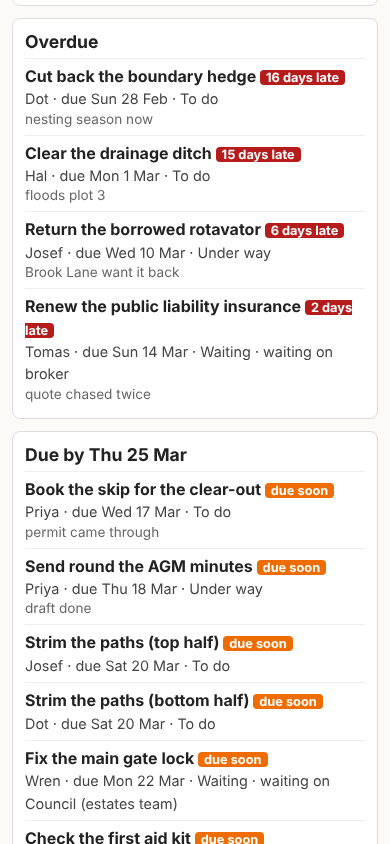 Overdue
Cut back the boundary hedge 16 days late
Dot · due Sun 28 Feb · To do
nesting season now
Clear the drainage ditch 15 days late
Hal · due Mon 1 Mar · To do
floods plot 3
Return the borrowed rotavator 6 days late
Josef · due Wed 10 Mar · Under way
Brook Lane want it back
Renew the public liability insurance 2 days
late
Tomas · due Sun 14 Mar · Waiting · waiting on
broker
quote chased twice
Due by Thu 25 Mar
Book the skip for the clear-out due soon
Priya · due Wed 17 Mar · To do
permit came through
Send round the AGM minutes due soon
Priya · due Thu 18 Mar · Under way
draft done
Strim the paths (top half) due soon
Josef · due Sat 20 Mar · To do
Strim the paths (bottom half) due soon
Dot · due Sat 20 Mar · To do
Fix the main gate lock due soon
Wren · due Mon 22 Mar · Waiting · waiting on
Council (estates team)
Check the first aid kit due soon